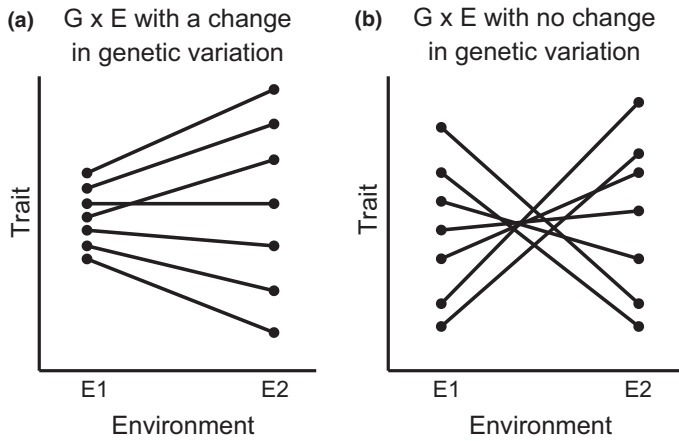 (a) G x E with a change
in genetic variation
Trait
E1 E2
Environment
(b) G x E with no change
in genetic variation
Trait
E1 E2
Environment